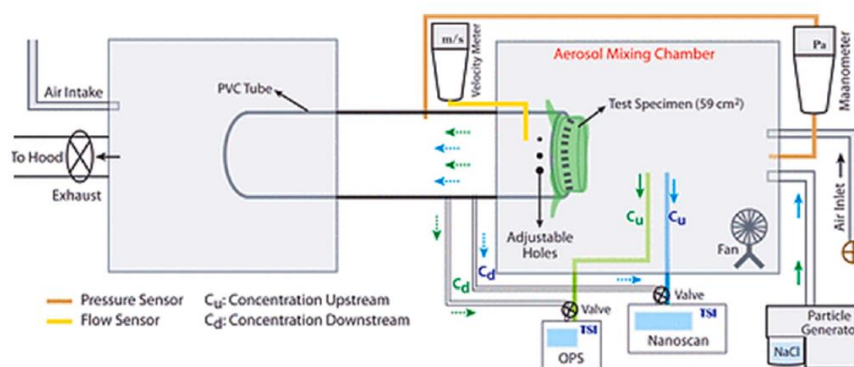 m/s
Velocity Meter
Pa
Maanometer
Aerosol Mixing Chamber
Air Intake
PVC Tube
Test Specimen (59 cm²)
To Hood
Exhaust
Adjustable
Holes
Cu
Cu
Fan
Air Inlet
Cd
Cd
Pressure Sensor
Flow Sensor
Cu: Concentration Upstream
Cd: Concentration Downstream
Valve
Valve
TSI
OPS
TSI
Nanoscan
Particle
Generato
NaCl